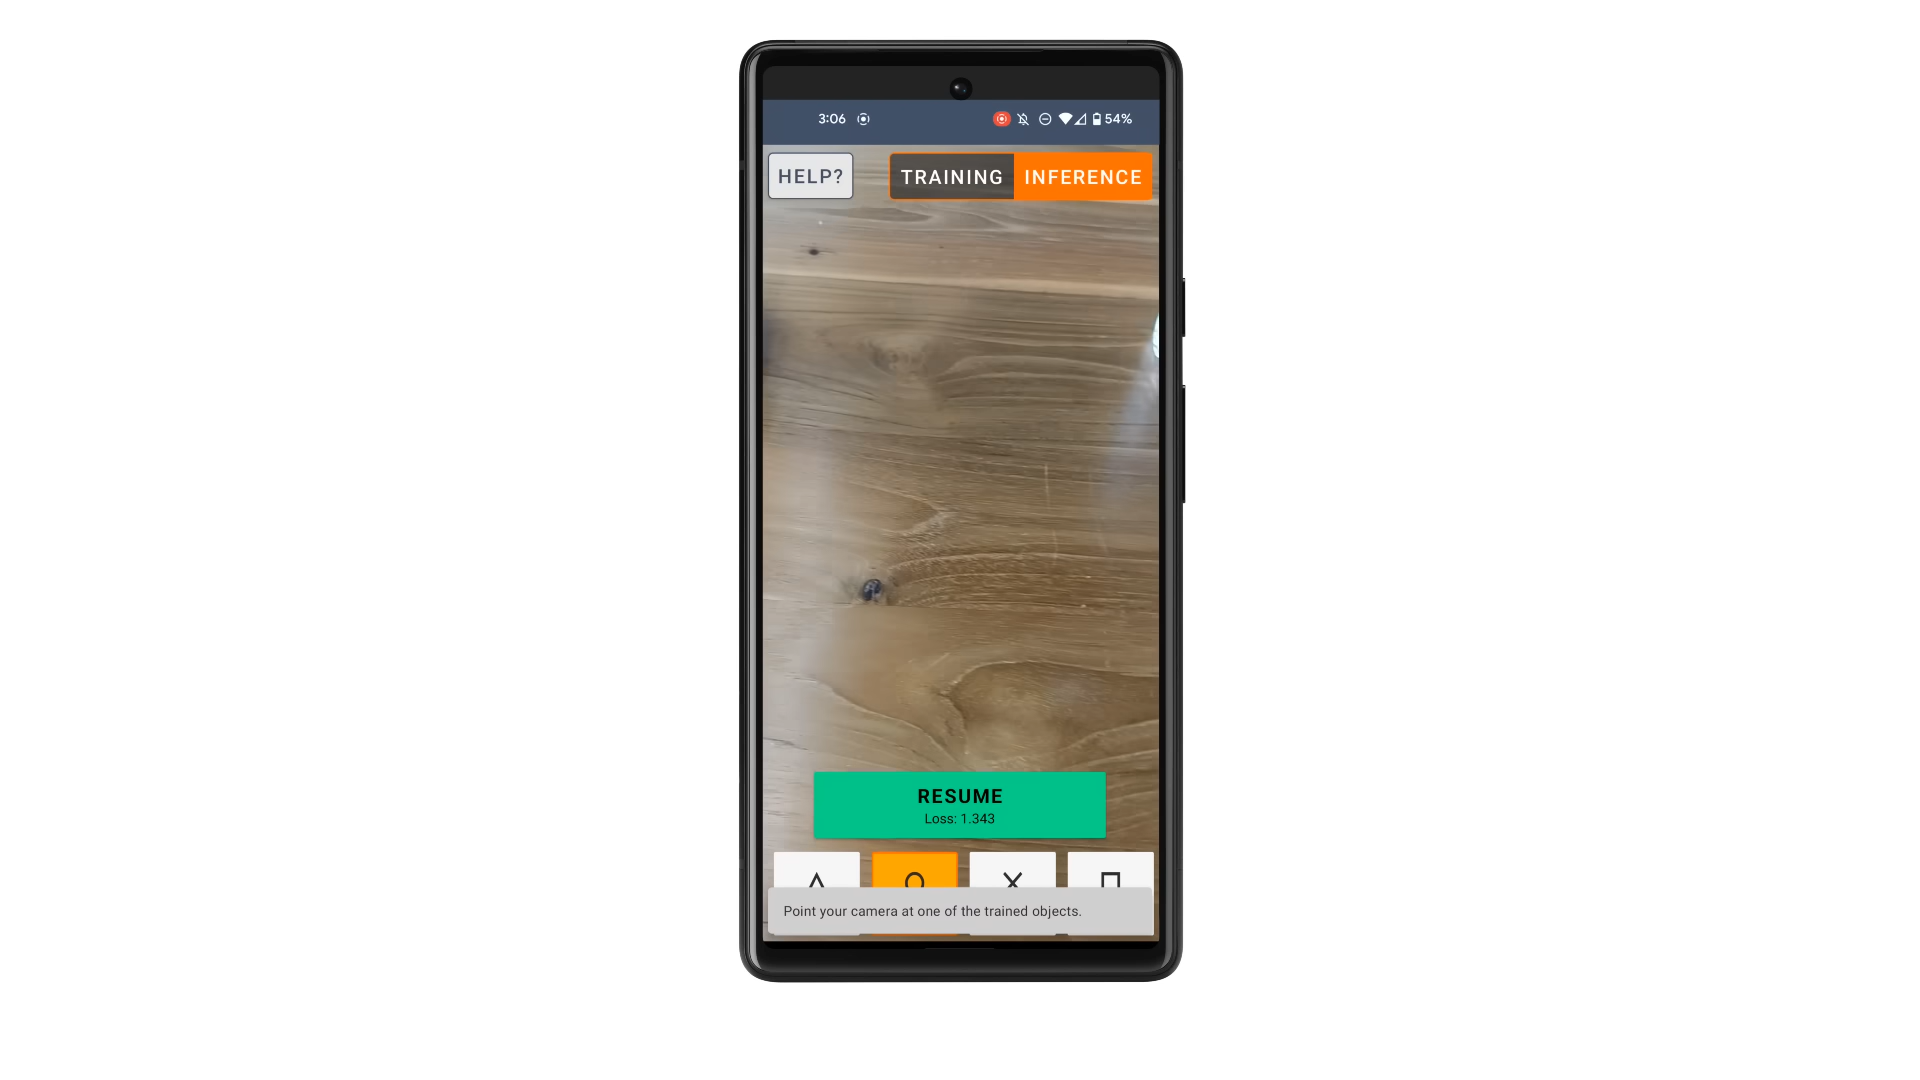 3:06 54%
HELP? TRAINING INFERENCE
RESUME
Loss: 1.343
Point your camera at one of the trained objects.